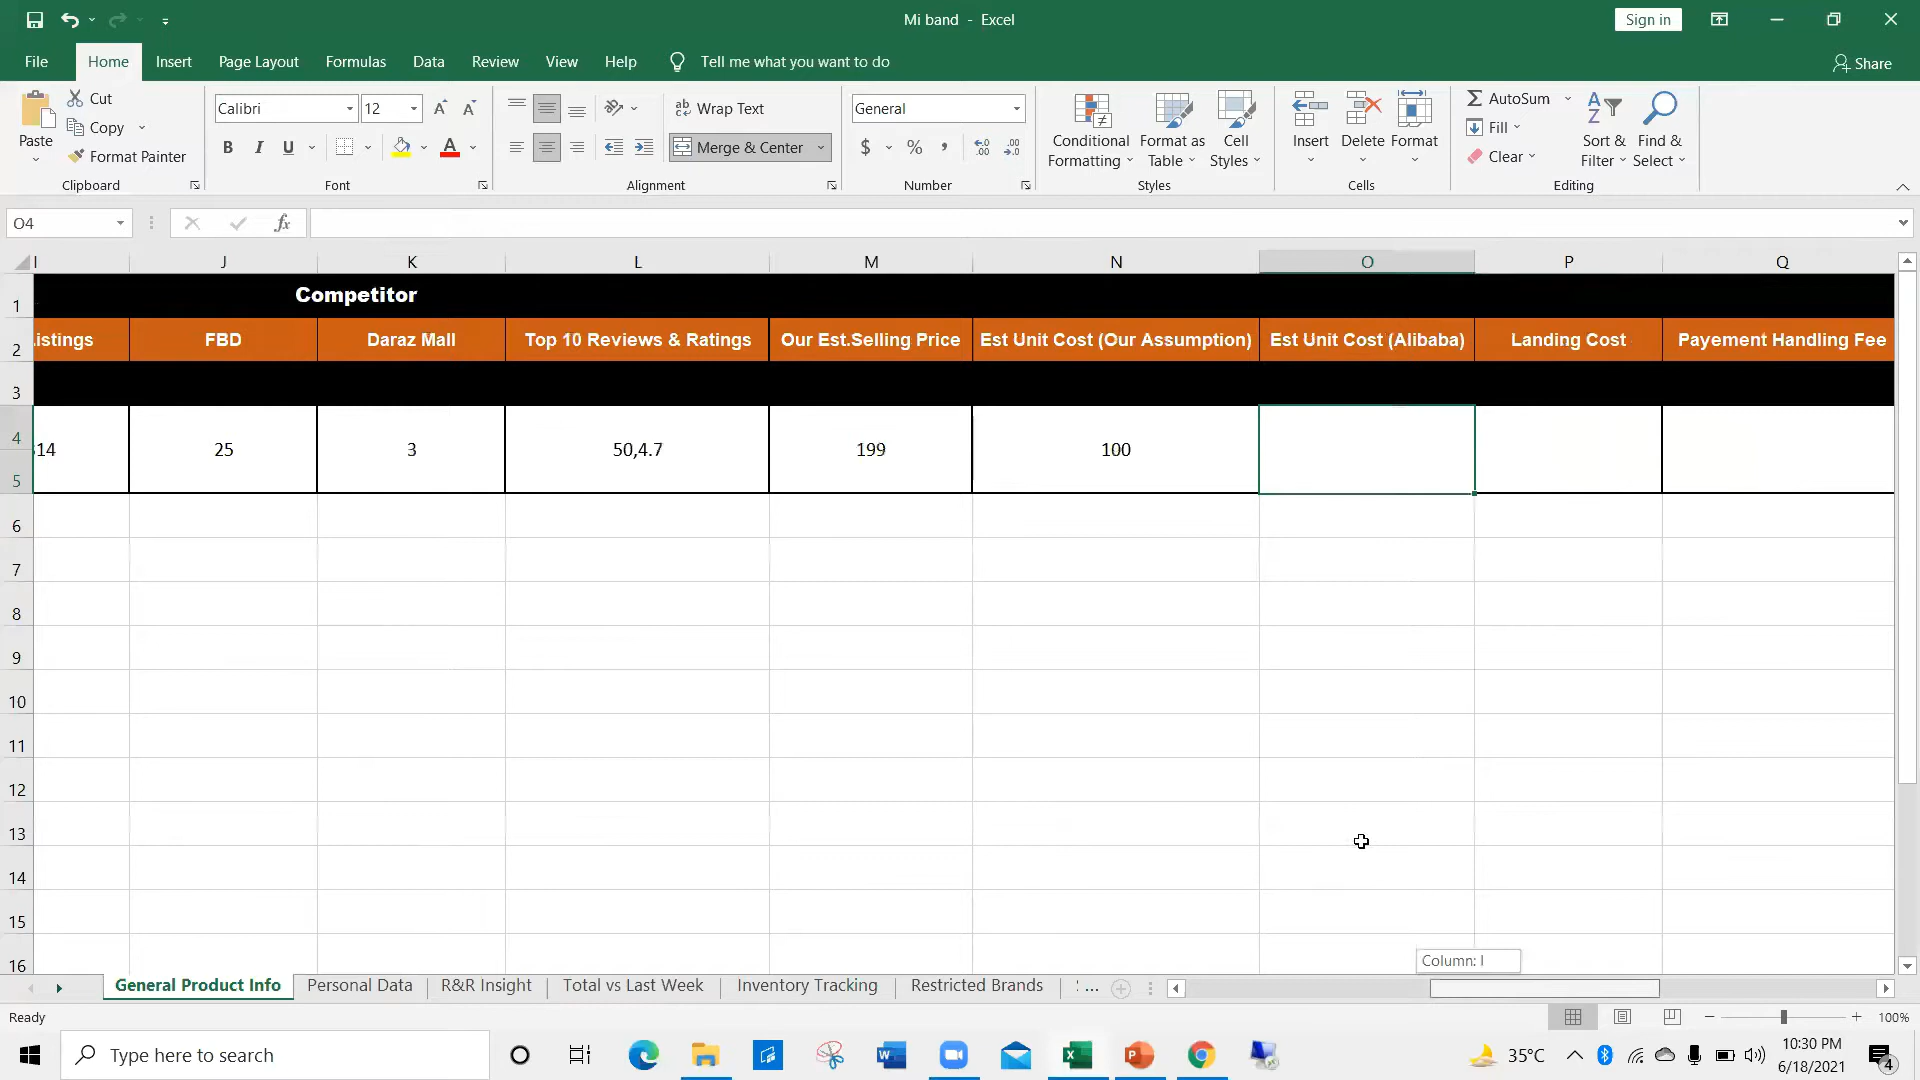 Mi band - Excel
Sign in
File Home Insert Page Layout Formulas Data Review View Help Tell me what you want to do
Share
Paste
Cut
Copy
Format Painter
Clipboard
Calibri 12
B I U
Font
Wrap Text
Merge & Center
Alignment
General
$ % ,
Number
Conditional Formatting
Format as Table
Cell Styles
Styles
Insert
Delete
Format
Cells
AutoSum
Fill
Clear
Sort & Filter
Find & Select
Editing
O4
fx
I J K L M N O P Q
1 Competitor
2 istings FBD Daraz Mall Top 10 Reviews & Ratings Our Est.Selling Price Est Unit Cost (Our Assumption) Est Unit Cost (Alibaba) Landing Cost Payement Handling Fee
3
4 14 25 3 50,4.7 199 100
5
6
7
8
9
10
11
12
13
14
15
16
Column: I
General Product Info Personal Data R&R Insight Total vs Last Week Inventory Tracking Restricted Brands ...
Ready
100%
Type here to search
35°C
10:30 PM
6/18/2021
4